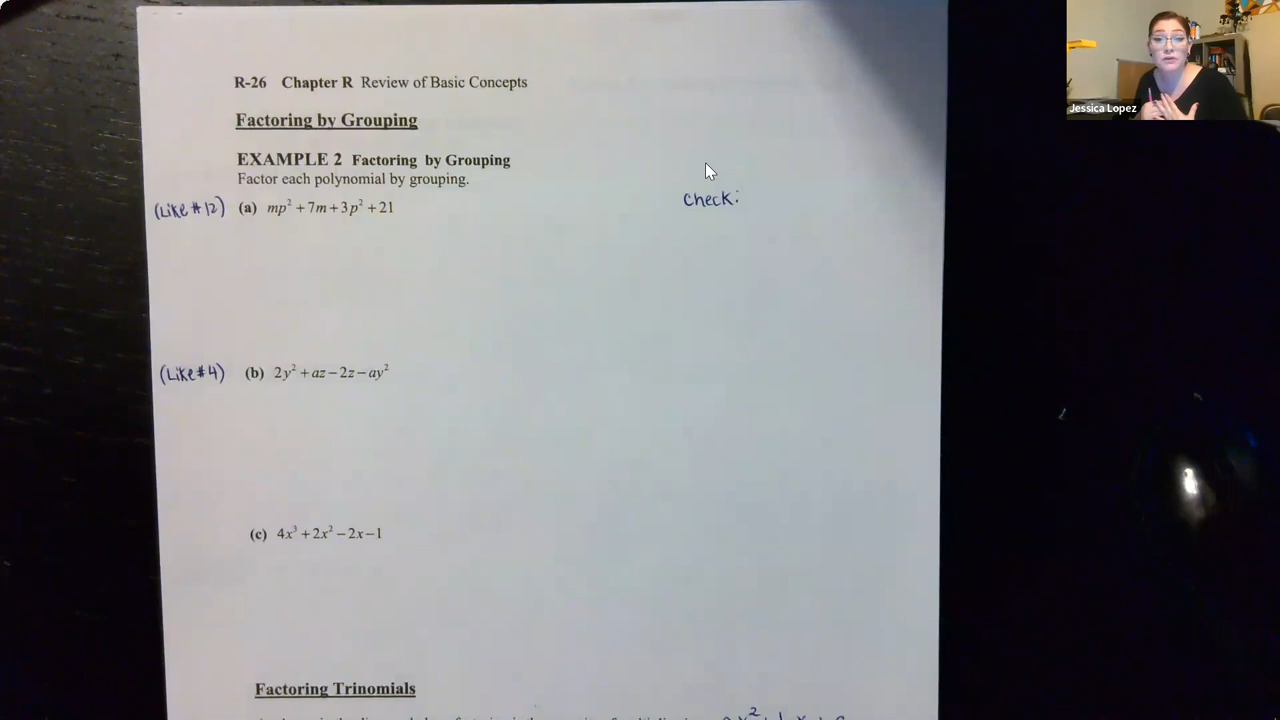 R-26 Chapter R Review of Basic Concepts
Jessica Lopez
Factoring by Grouping
EXAMPLE 2 Factoring by Grouping
Factor each polynomial by grouping.
(Like #12) (a) mp² + 7m + 3p² + 21
Check:
(Like #4) (b) 2y² + az − 2z − ay²
(c) 4x³ + 2x² − 2x − 1
Factoring Trinomials